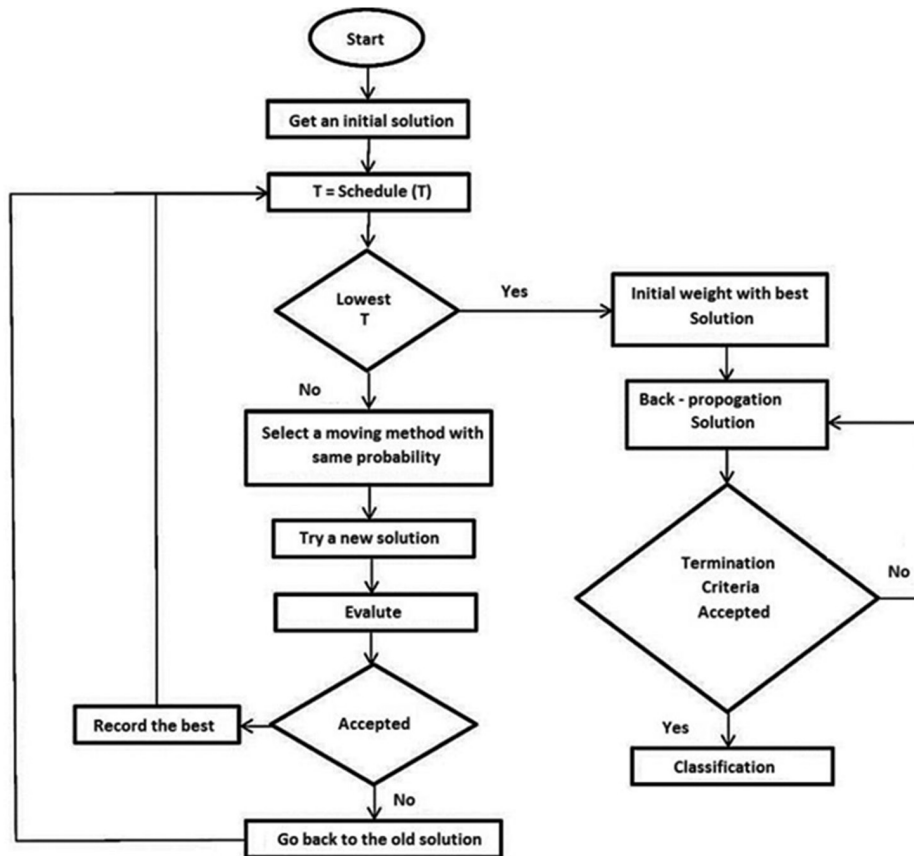 Start
Get an initial solution
T = Schedule (T)
Lowest
T
Yes
No
Select a moving method with
same probability
Try a new solution
Evalute
Accepted
Record the best
No
Go back to the old solution
Initial weight with best
Solution
Back - propogation
Solution
Termination
Criteria
Accepted
No
Yes
Classification